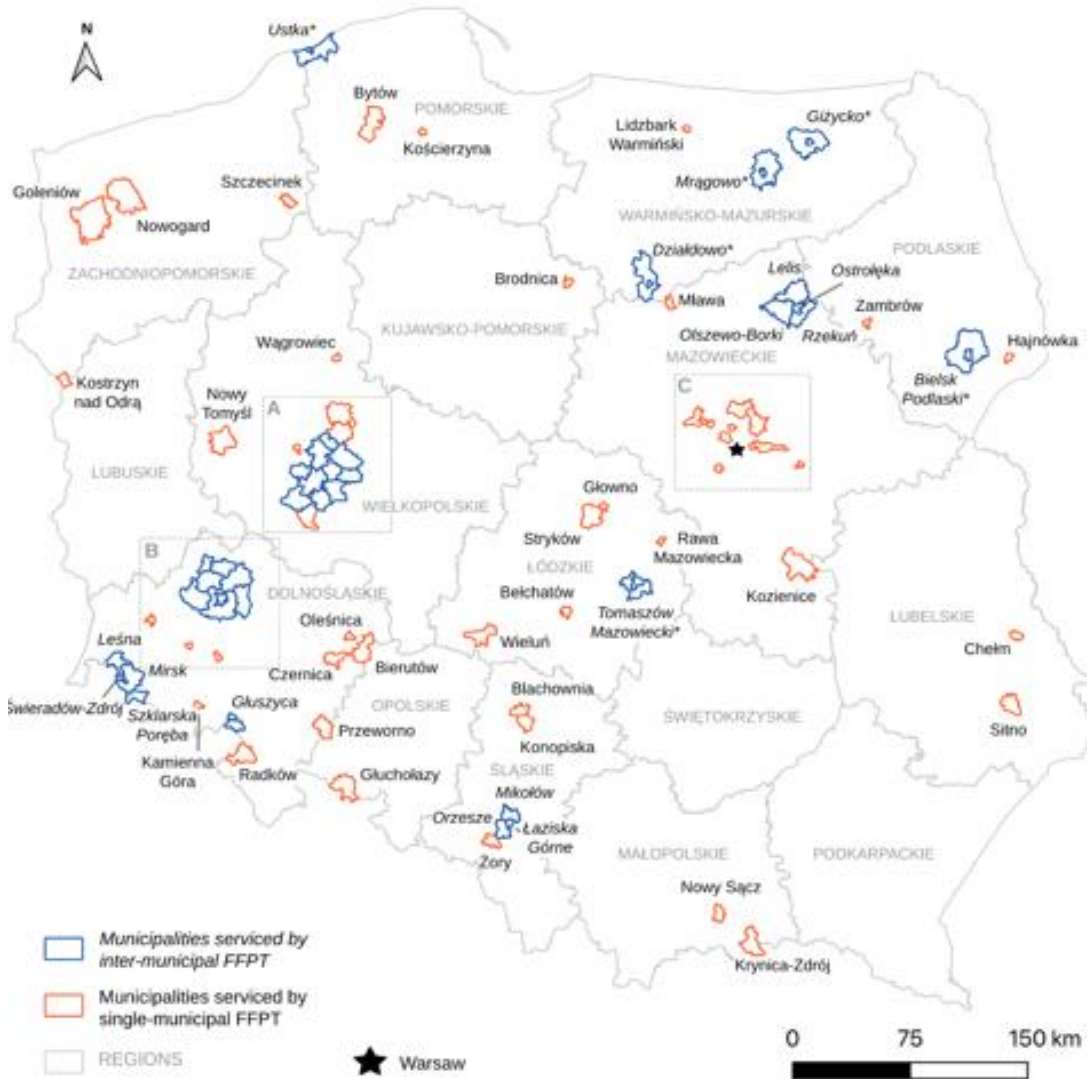 N
Ustka*
Bytów
POMORSKIE
Kościerzyna
Lidzbark
Warmiński
Giżycko*
Mrągowo*
Szczecinek
Goleniów
Nowogard
WARMIŃSKO-MAZURSKIE
ZACHODNIOPOMORSKIE
Działdowo*
PODLASKIE
Lelis
Ostrołęka
Brodnica
Mława
Zambrów
KUJAWSKO-POMORSKIE
Olszewo-Borki
Rzekuń
Wągrowiec
MAZOWIECKIE
Hajnówka
Bielsk
Podlaski*
Kostrzyn
nad Odrą
Nowy
Tomyśl
A
C
LUBUSKIE
WIELKOPOLSKIE
Głowno
Stryków
Rawa
Mazowiecka
B
ŁÓDZKIE
Kozienice
DOLNOŚLĄSKIE
Bełchatów
Tomaszów
Mazowiecki*
LUBELSKIE
Oleśnica
Leśna
Wieluń
Chełm
Mirsk
Czernica
Bierutów
Świeradów-Zdrój
Blachownia
Szklarska
Poręba
Głuszyca
OPOLSKIE
ŚWIĘTOKRZYSKIE
Sitno
Przeworno
Konopiska
Kamienna
Góra
Radków
Głuchołazy
ŚLĄSKIE
Mikołów
Orzesze
Łaziska
Górne
Żory
MAŁOPOLSKIE
PODKARPACKIE
Nowy Sącz
Krynica-Zdrój
Municipalities serviced by
inter-municipal FFPT
Municipalities serviced by
single-municipal FFPT
REGIONS
Warsaw
0 75 150 km